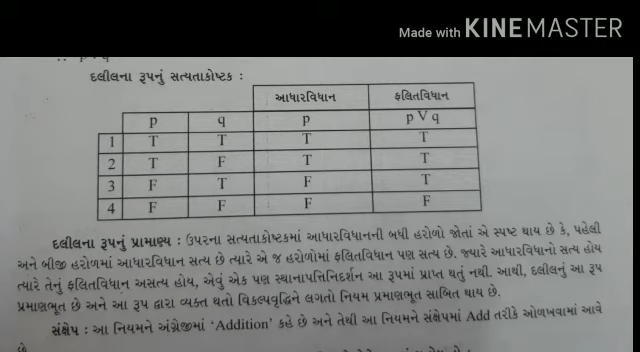 Made with KINEMASTER
∴ p V q
દલીલના રૂપનું સત્યતાકોષ્ટક :
આધારવિધાન ફલિતવિધાન
p q p p V q
1 T T T T
2 T F T T
3 F T F T
4 F F F F
દલીલના રૂપનું પ્રામાણ્ય : ઉપરના સત્યતાકોષ્ટકમાં આધારવિધાનની બધી હરોળો જોતાં એ સ્પષ્ટ થાય છે કે, પહેલી
અને બીજી હરોળમાં આધારવિધાન સત્ય છે ત્યારે એ જ હરોળોમાં ફલિતવિધાન પણ સત્ય છે. જ્યારે આધારવિધાનો સત્ય હોય
ત્યારે તેનું ફલિતવિધાન અસત્ય હોય, એવું એક પણ સ્થાનાપત્તિનિદર્શન આ રૂપમાં પ્રાપ્ત થતું નથી. આથી, દલીલનું આ રૂપ
પ્રમાણભૂત છે અને આ રૂપ દ્વારા વ્યક્ત થતો વિકલ્પવૃદ્ધિને લગતો નિયમ પ્રમાણભૂત સાબિત થાય છે.
સંક્ષેપ : આ નિયમને અંગ્રેજીમાં ‘Addition’ કહે છે અને તેથી આ નિયમને સંક્ષેપમાં Add તરીકે ઓળખવામાં આવે
છે.